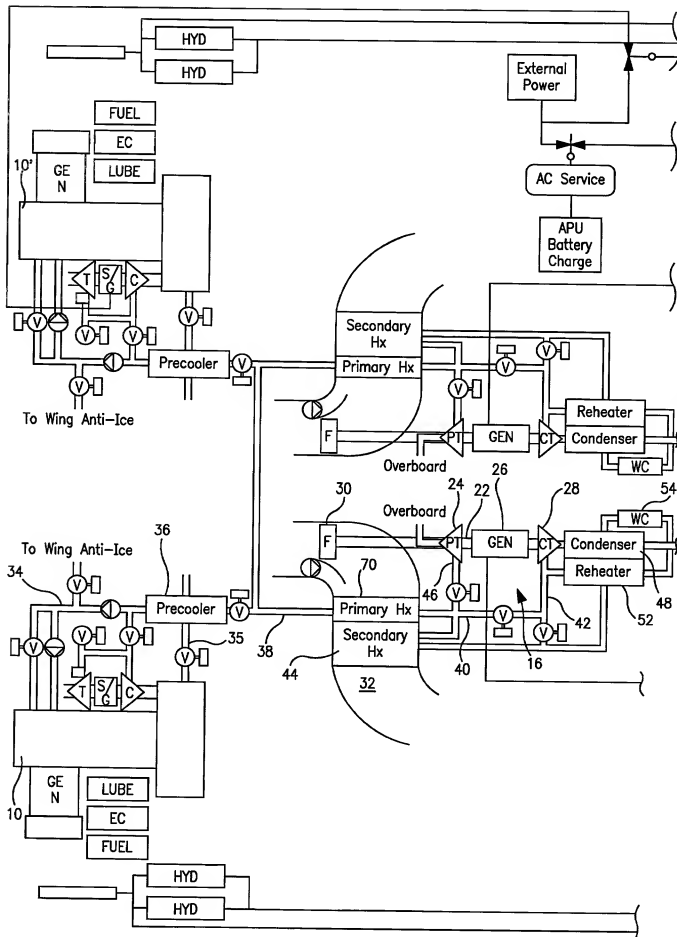 HYD
HYD
External
Power
FUEL
EC
LUBE
GE
N
10'
AC Service
APU
Battery
Charge
T
S/G
C
V
V
V
V
Secondary
Hx
V
Precooler
V
Primary Hx
V
V
V
To Wing Anti-Ice
F
PT
GEN
CT
Reheater
Condenser
WC
Overboard
26
24
22
28
54
30
Overboard
36
F
PT
GEN
CT
WC
Condenser
Reheater
To Wing Anti-Ice
34
V
70
46
48
Precooler
V
Primary Hx
V
16
52
V
V
V
35
38
V
42
V
V
44
Secondary
Hx
40
T
S/G
C
32
10
GE
N
LUBE
EC
FUEL
HYD
HYD